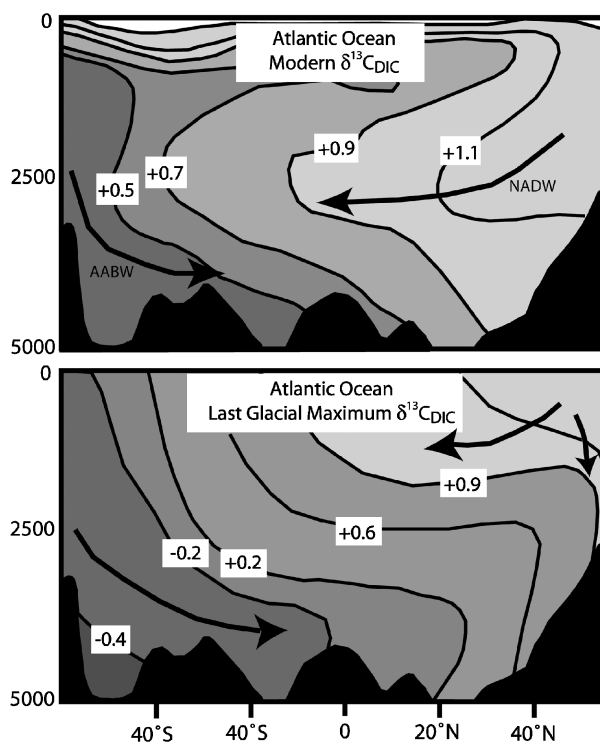 0
Atlantic Ocean
Modern δ¹³C_DIC
+0.9
+1.1
+0.7
2500
+0.5
NADW
AABW
5000
0
Atlantic Ocean
Last Glacial Maximum δ¹³C_DIC
+0.9
2500
+0.6
-0.2
+0.2
-0.4
5000
40˚S 40˚S 0 20˚N 40˚N